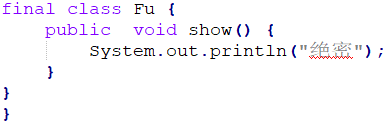 final class Fu {
    public  void show() {
        System.out.println("绝密");
    }
}
}